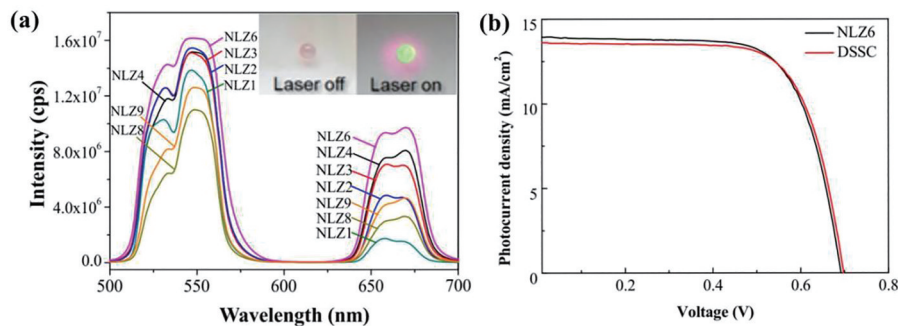 (a)
1.6x10⁷
1.2x10⁷
8.0x10⁶
4.0x10⁶
0.0
Intensity (cps)
500 550 600 650 700
Wavelength (nm)
NLZ6
NLZ3
NLZ2
NLZ1
NLZ4
NLZ9
NLZ8
Laser off
Laser on
NLZ6
NLZ4
NLZ3
NLZ2
NLZ9
NLZ8
NLZ1
(b)
15
10
5
0
Photocurrent density (mA/cm²)
0.2 0.4 0.6 0.8
Voltage (V)
NLZ6
DSSC